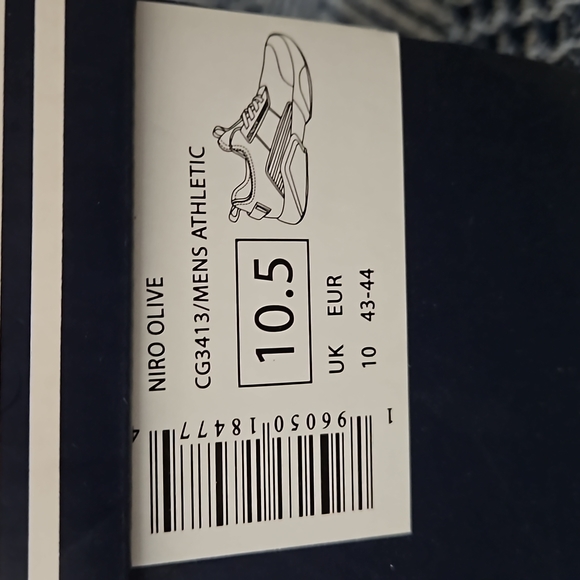 NIRO OLIVE
CG3413/MENS ATHLETIC
10.5
UK EUR
10 43-44
1 96050 18477 4